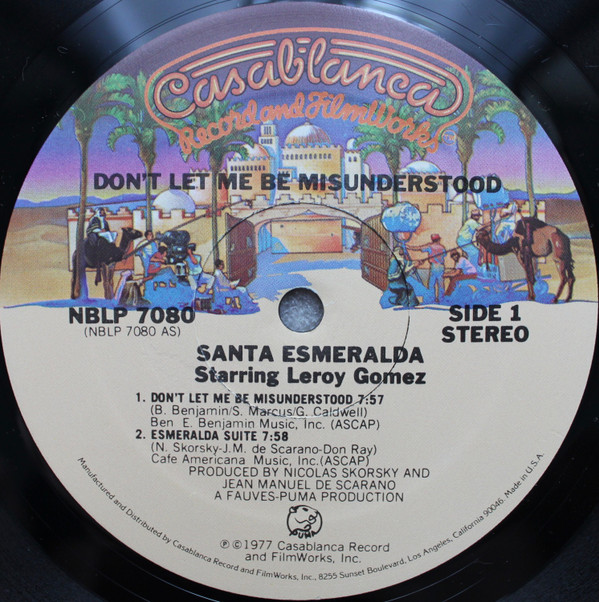 Casablanca
Record and FilmWorks
DON'T LET ME BE MISUNDERSTOOD
NBLP 7080
(NBLP 7080 AS)
SIDE 1
STEREO
SANTA ESMERALDA
Starring Leroy Gomez
1. DON'T LET ME BE MISUNDERSTOOD 7:57
(B. Benjamin/S. Marcus/G. Caldwell)
Ben E. Benjamin Music, Inc. (ASCAP)
2. ESMERALDA SUITE 7:58
(N. Skorsky-J.M. de Scarano-Don Ray)
Cafe Americana Music, Inc.(ASCAP)
PRODUCED BY NICOLAS SKORSKY AND
JEAN MANUEL DE SCARANO
A FAUVES-PUMA PRODUCTION
PUMA
℗ © 1977 Casablanca Record
and FilmWorks, Inc.
Manufactured and Distributed by Casablanca Record and FilmWorks, Inc., 8255 Sunset Boulevard, Los Angeles, California 90046. Made in U.S.A.